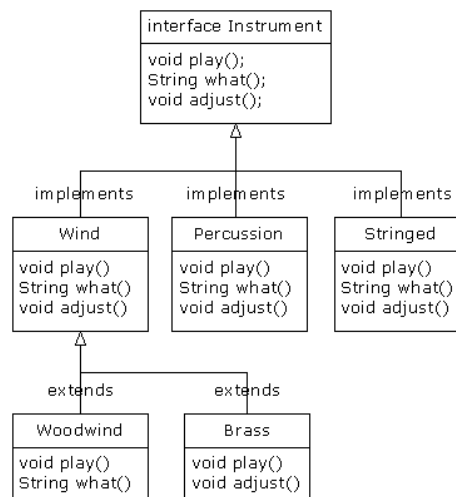 interface Instrument
void play();
String what();
void adjust();
implements
implements
implements
Wind
void play()
String what()
void adjust()
Percussion
void play()
String what()
void adjust()
Stringed
void play()
String what()
void adjust()
extends
extends
Woodwind
void play()
String what()
Brass
void play()
void adjust()